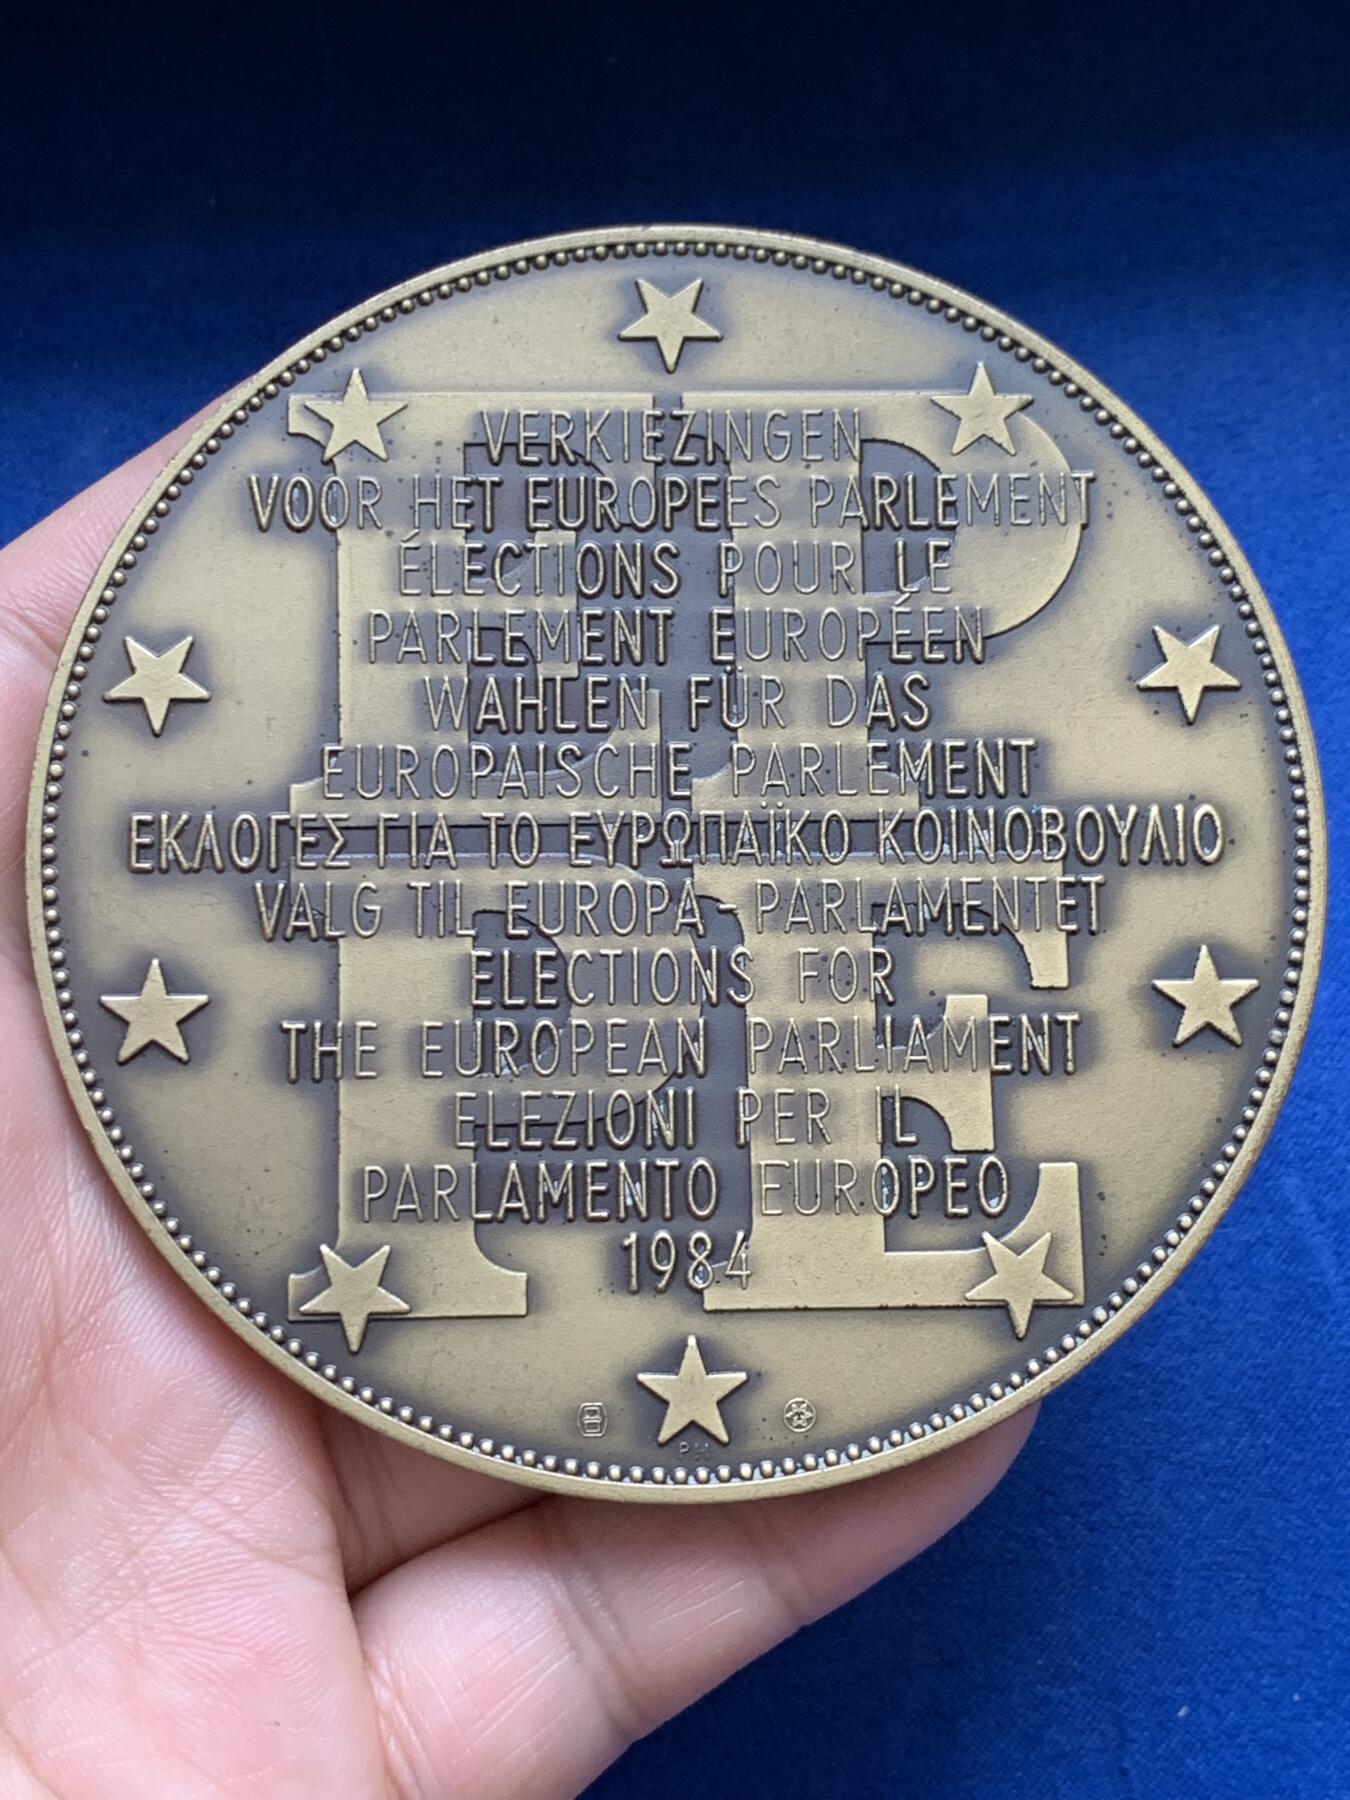 VERKIEZINGEN
VOOR HET EUROPEES PARLEMENT
ÉLECTIONS POUR LE
PARLEMENT EUROPÉEN
WAHLEN FÜR DAS
EUROPAISCHE PARLEMENT
ΕΚΛΟΓΕΣ ΓΙΑ ΤΟ ΕΥΡΩΠΑΪΚΟ ΚΟΙΝΟΒΟΥΛΙΟ
VALG TIL EUROPA-PARLAMENTET
ELECTIONS FOR
THE EUROPEAN PARLIAMENT
ELEZIONI PER IL
PARLAMENTO EUROPEO
1984
PH